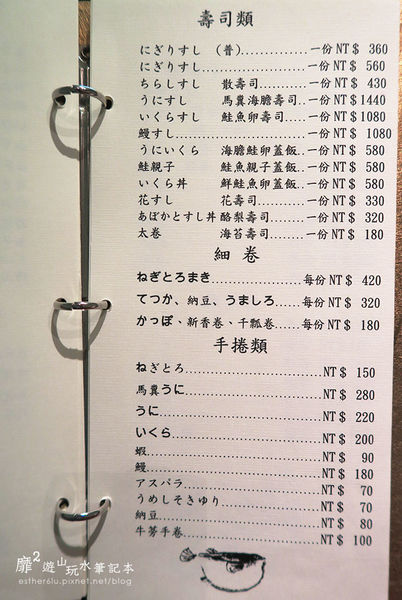 壽司類
にぎりすし (普)..............一份 NT$ 360
にぎりすし.....................一份 NT$ 560
ちらしすし 散壽司.........一份 NT$ 430
うにすし 馬糞海膽壽司..一份 NT$1440
いくらすし 鮭魚卵壽司...一份 NT$1080
鰻すし...........................一份 NT$ 1080
うにいくら 海膽鮭卵蓋飯..一份 NT$ 580
鮭親子 鮭魚親子蓋飯..一份 NT$ 580
いくら丼 鮮鮭魚卵蓋飯..一份 NT$ 580
花すし 花壽司.........一份 NT$ 330
あぼかとすし丼 酪梨壽司.......一份 NT$ 320
太巻 海苔壽司.......一份 NT$ 180
細卷
ねぎとろまき.....................每份 NT$ 420
てつか、納豆、うましろ......每份 NT$ 320
かっぽ、新香卷、干瓢卷.....每份 NT$ 180
手捲類
ねぎとろ..............................NT$ 150
馬糞うに..............................NT$ 280
うに....................................NT$ 220
いくら.................................NT$ 200
蝦.......................................NT$ 90
鰻.......................................NT$ 180
アスパラ..............................NT$ 70
うめしそきゆり.....................NT$ 70
納豆....................................NT$ 80
牛蒡手卷..............................NT$ 100
靡²遊山玩水筆記本
esther6lu.pixnet.net/blog